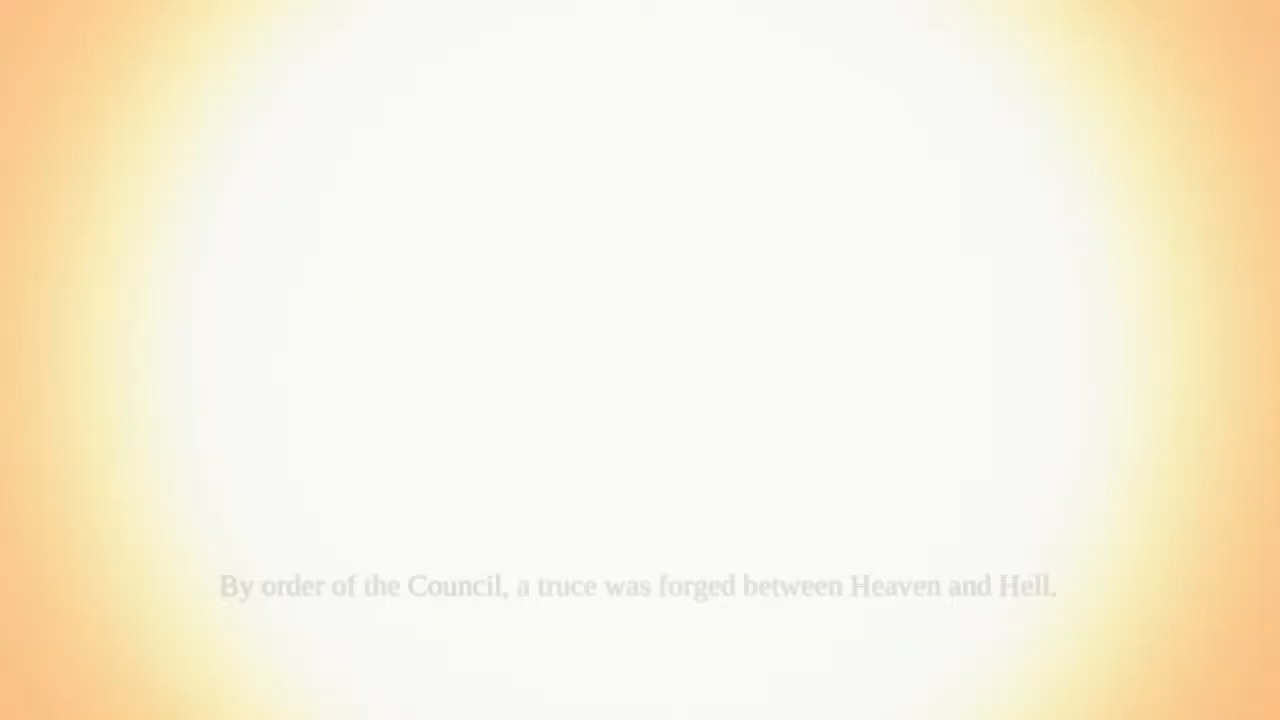 By order of the Council, a truce was forged between Heaven and Hell.